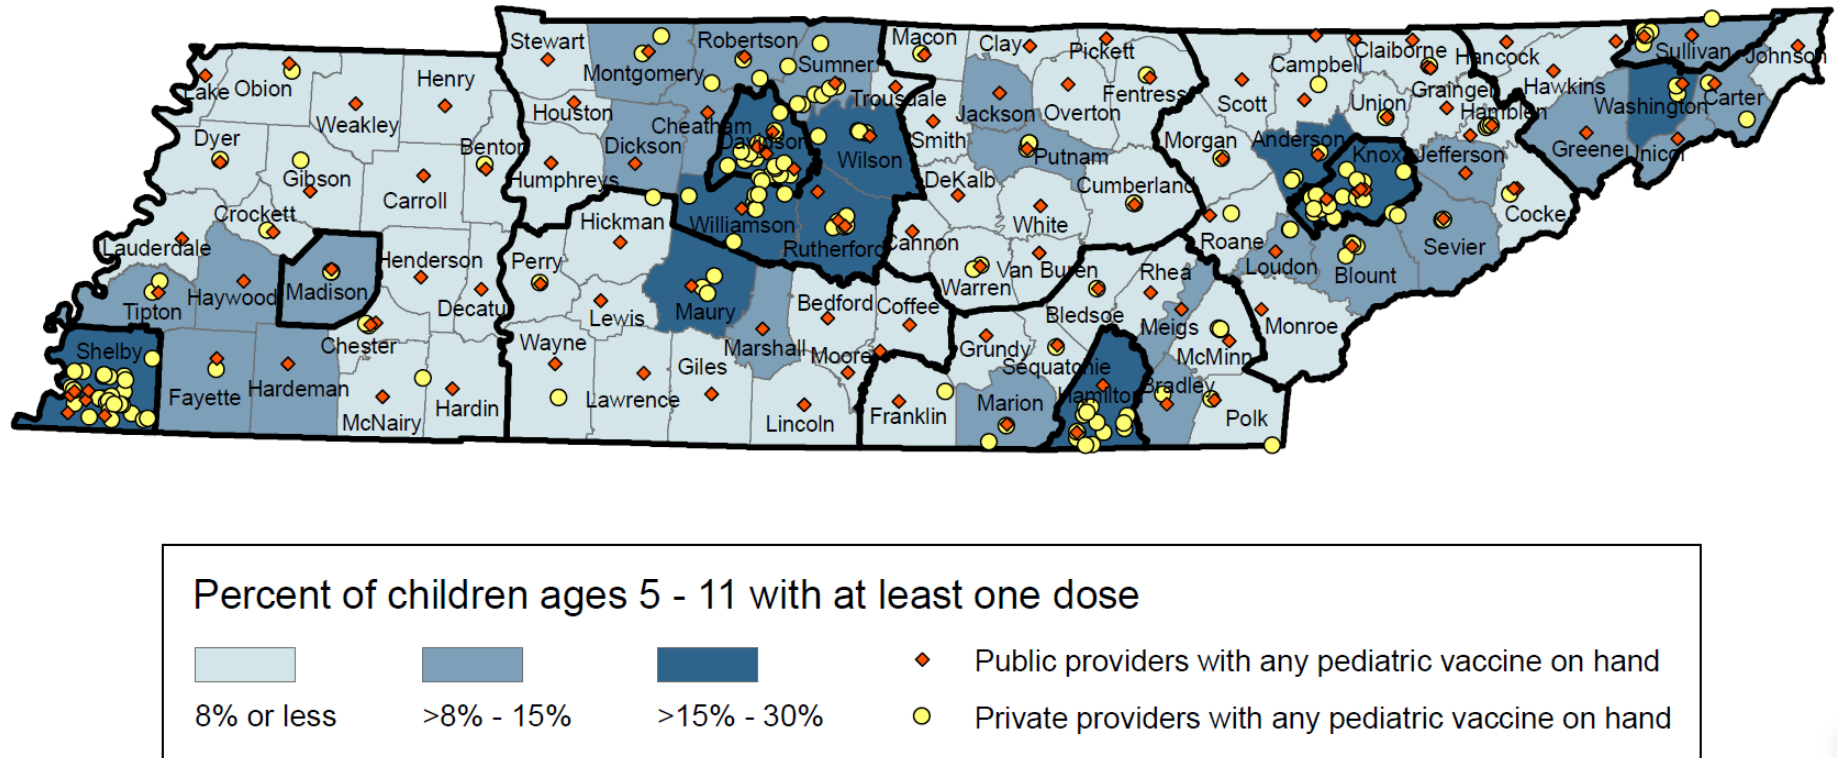 Stewart
Robertson
Macon
Clay
Pickett
Claiborne
Hancock
Sullivan
Johnson
Montgomery
Sumner
Campbell
Lake
Obion
Henry
Houston
Trousdale
Jackson
Overton
Fentress
Scott
Union
Grainger
Hawkins
Washington
Carter
Weakley
Cheatham
Hamblen
Dyer
Benton
Dickson
Davidson
Wilson
Smith
Putnam
Morgan
Anderson
Knox
Jefferson
Greene
Unicoi
Gibson
Carroll
Humphreys
DeKalb
Cumberland
Crockett
Hickman
Williamson
Rutherford
Cannon
White
Roane
Cocke
Lauderdale
Henderson
Perry
Van Buren
Rhea
Loudon
Blount
Sevier
Tipton
Haywood
Madison
Decatu
Lewis
Maury
Bedford
Coffee
Warren
Bledsoe
Meigs
Monroe
Shelby
Chester
Wayne
Marshall
Moore
Grundy
Sequatchie
McMinn
Fayette
Hardeman
McNairy
Hardin
Lawrence
Giles
Lincoln
Franklin
Marion
Hamilton
Bradley
Polk
Percent of children ages 5 - 11 with at least one dose
8% or less
>8% - 15%
>15% - 30%
Public providers with any pediatric vaccine on hand
Private providers with any pediatric vaccine on hand